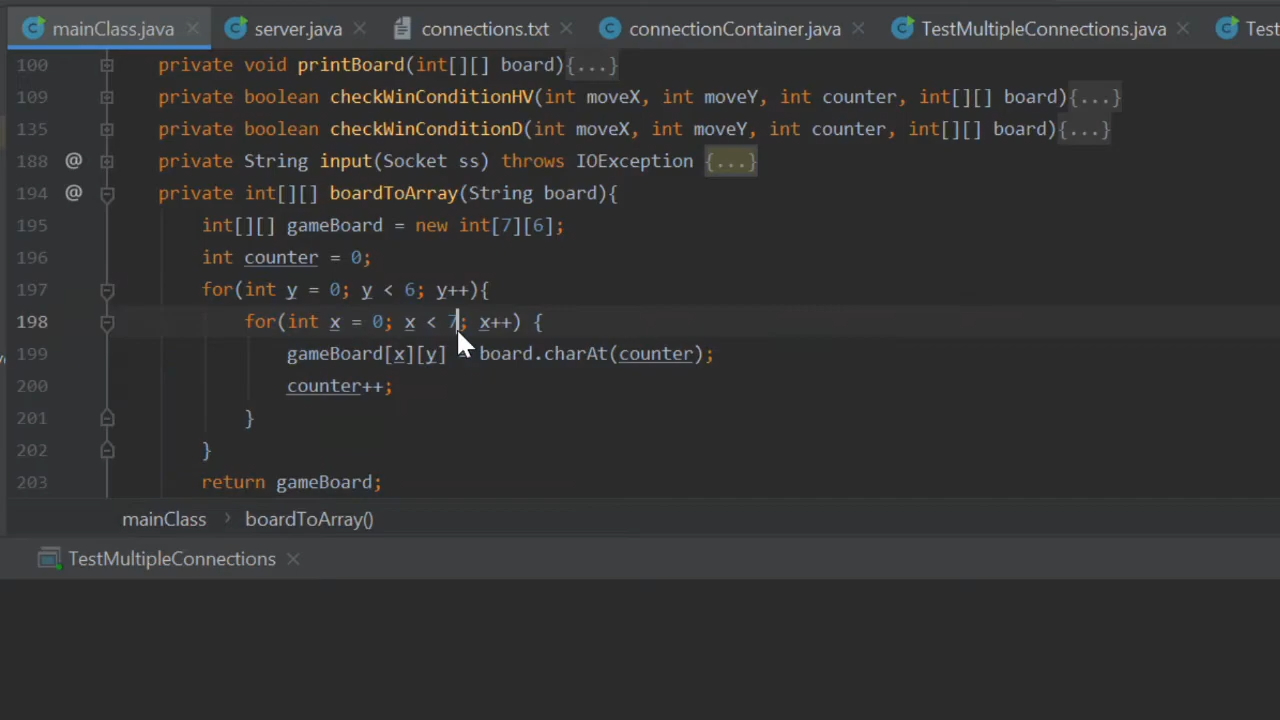 mainClass.java × server.java × connections.txt × connectionContainer.java × TestMultipleConnections.java × Test
100 private void printBoard(int[][] board){...}
109 private boolean checkWinConditionHV(int moveX, int moveY, int counter, int[][] board){...}
135 private boolean checkWinConditionD(int moveX, int moveY, int counter, int[][] board){...}
188 @ private String input(Socket ss) throws IOException {...}
194 @ private int[][] boardToArray(String board){
195 int[][] gameBoard = new int[7][6];
196 int counter = 0;
197 for(int y = 0; y < 6; y++){
198 for(int x = 0; x < 7; x++) {
199 gameBoard[x][y] = board.charAt(counter);
200 counter++;
201 }
202 }
203 return gameBoard;
mainClass › boardToArray()
TestMultipleConnections ×